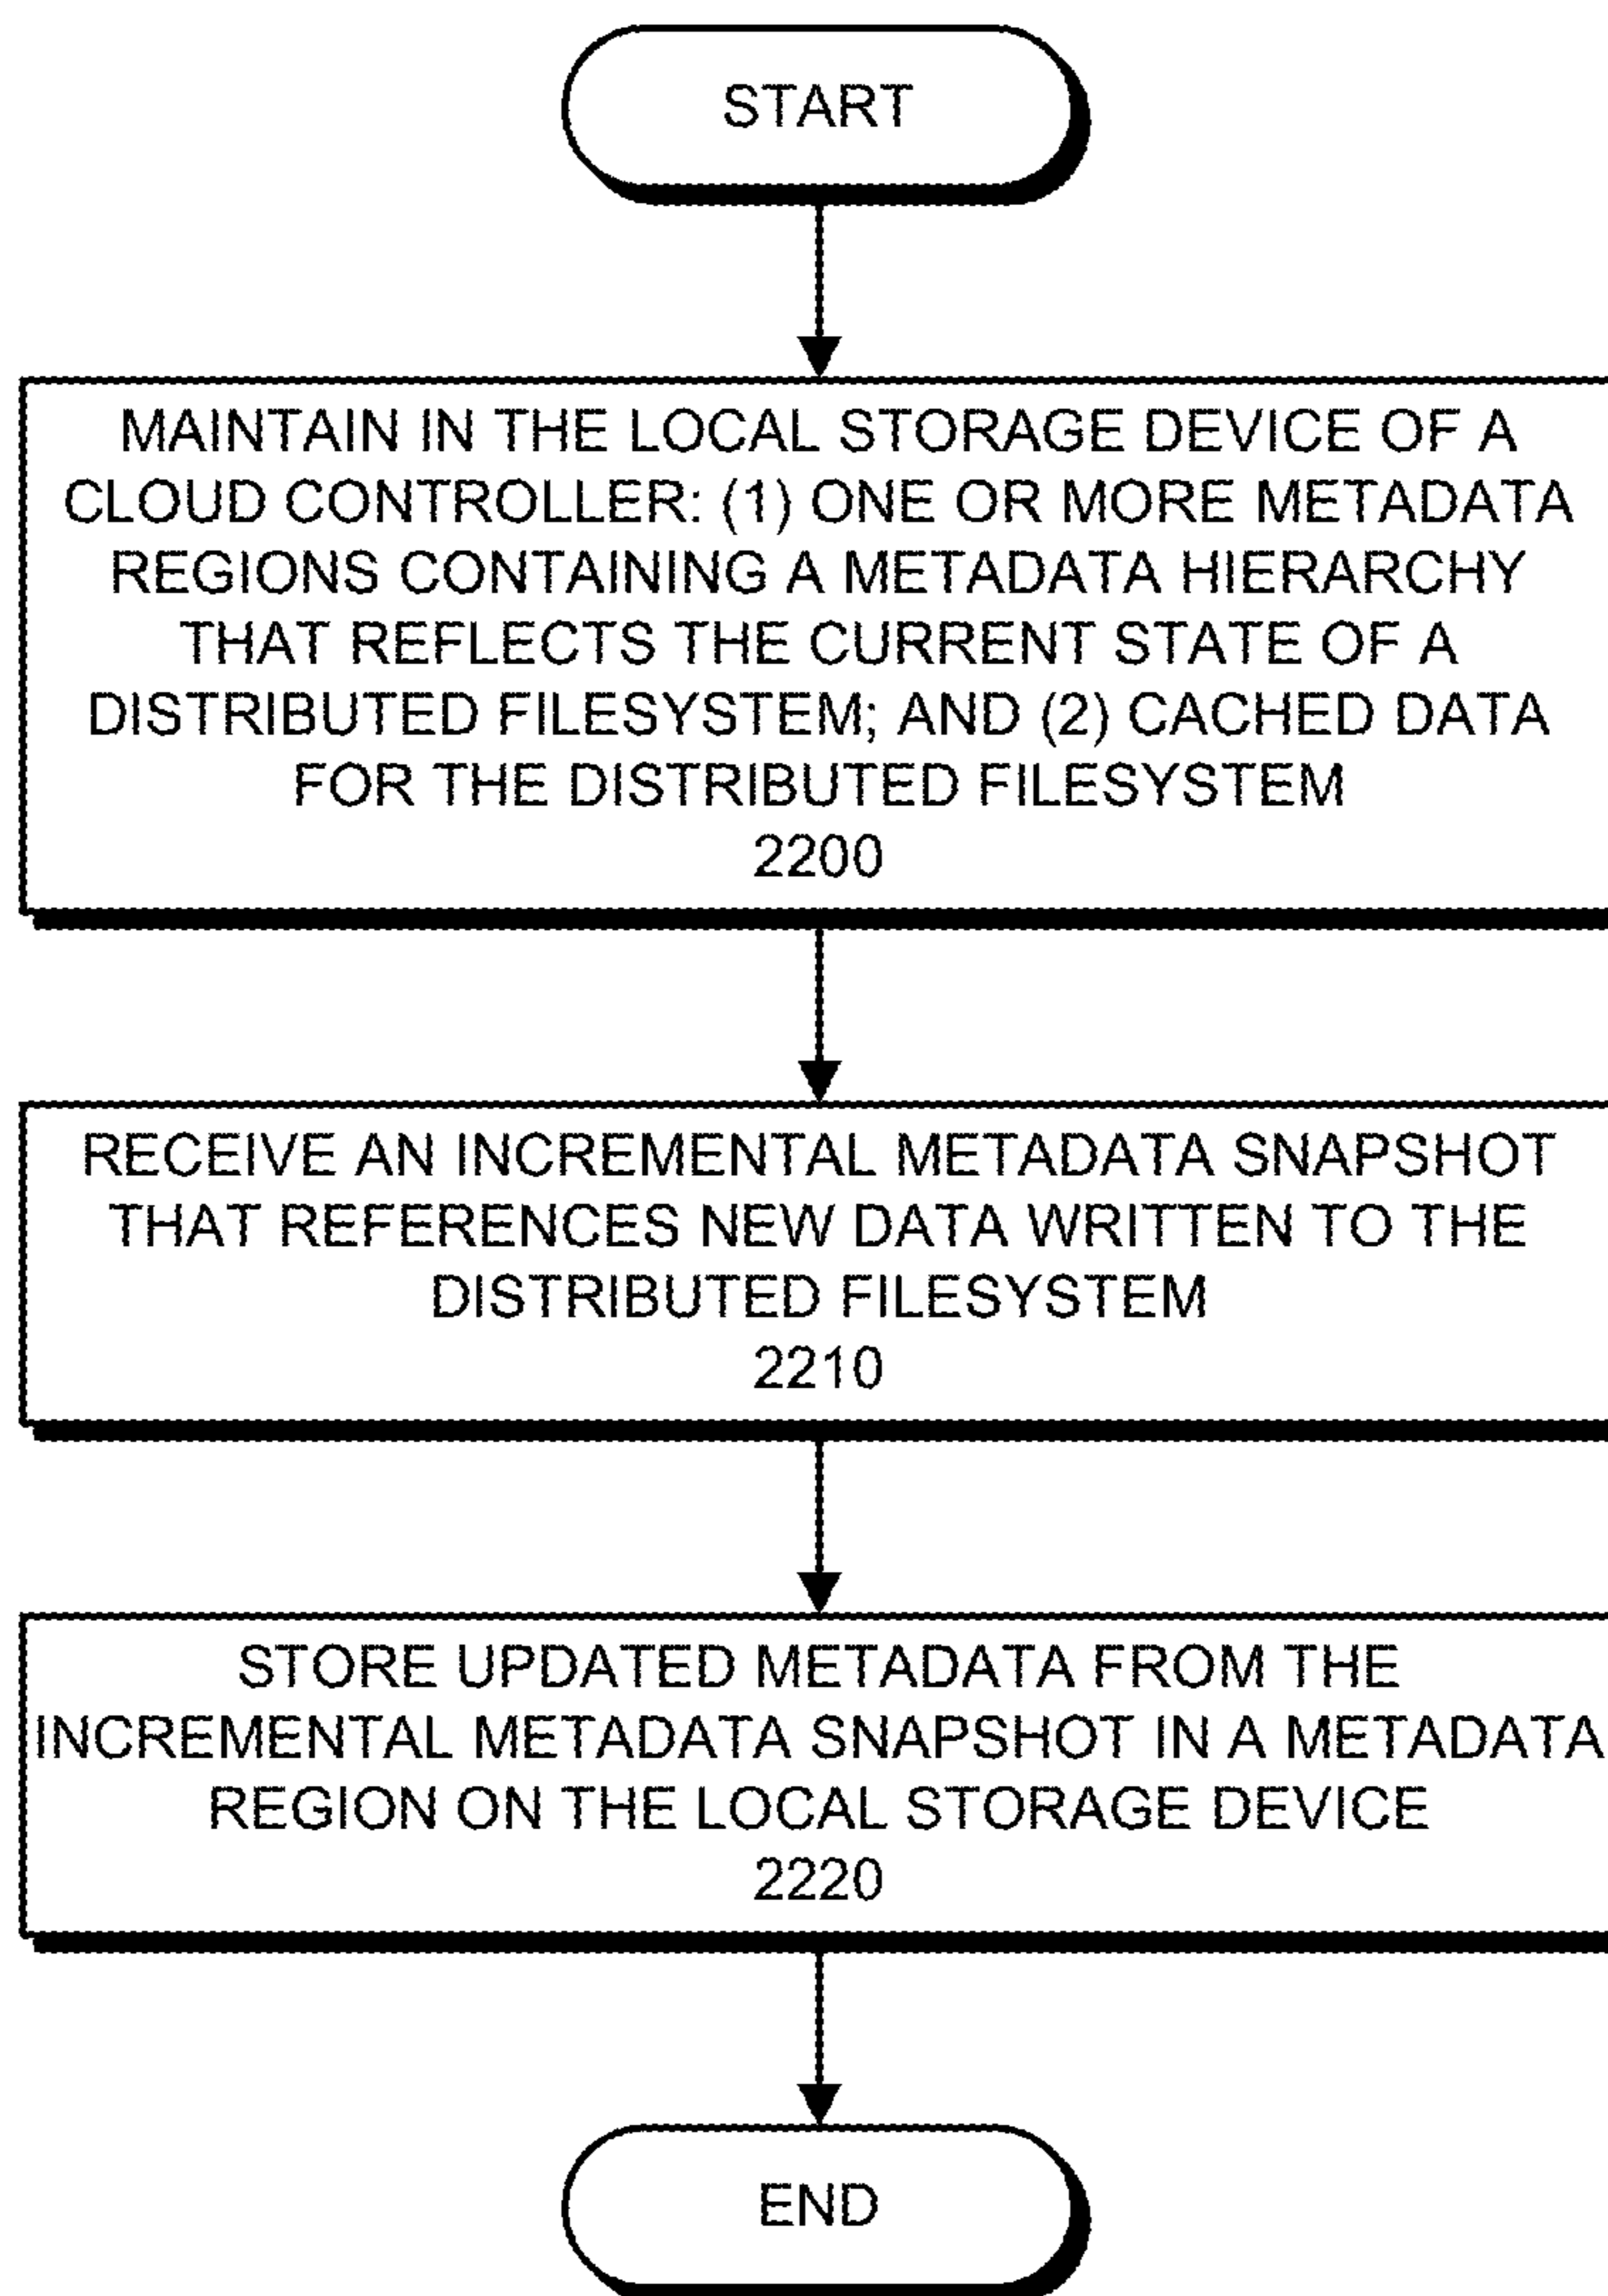 START
MAINTAIN IN THE LOCAL STORAGE DEVICE OF A
CLOUD CONTROLLER: (1) ONE OR MORE METADATA
REGIONS CONTAINING A METADATA HIERARCHY
THAT REFLECTS THE CURRENT STATE OF A
DISTRIBUTED FILESYSTEM; AND (2) CACHED DATA
FOR THE DISTRIBUTED FILESYSTEM
2200
RECEIVE AN INCREMENTAL METADATA SNAPSHOT
THAT REFERENCES NEW DATA WRITTEN TO THE
DISTRIBUTED FILESYSTEM
2210
STORE UPDATED METADATA FROM THE
INCREMENTAL METADATA SNAPSHOT IN A METADATA
REGION ON THE LOCAL STORAGE DEVICE
2220
END